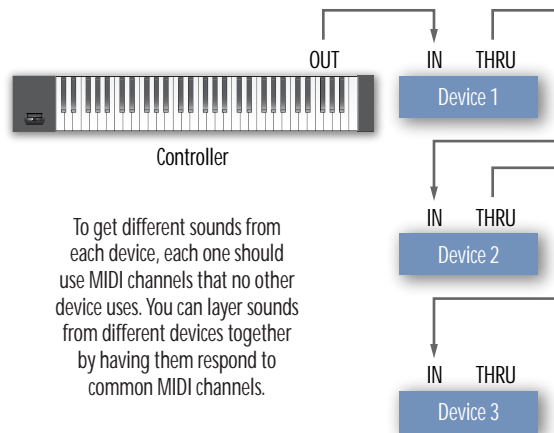 OUT IN THRU
Device 1
Controller
IN THRU
Device 2
To get different sounds from
each device, each one should
use MIDI channels that no other
device uses. You can layer sounds
from different devices together
by having them respond to
common MIDI channels.
IN THRU
Device 3